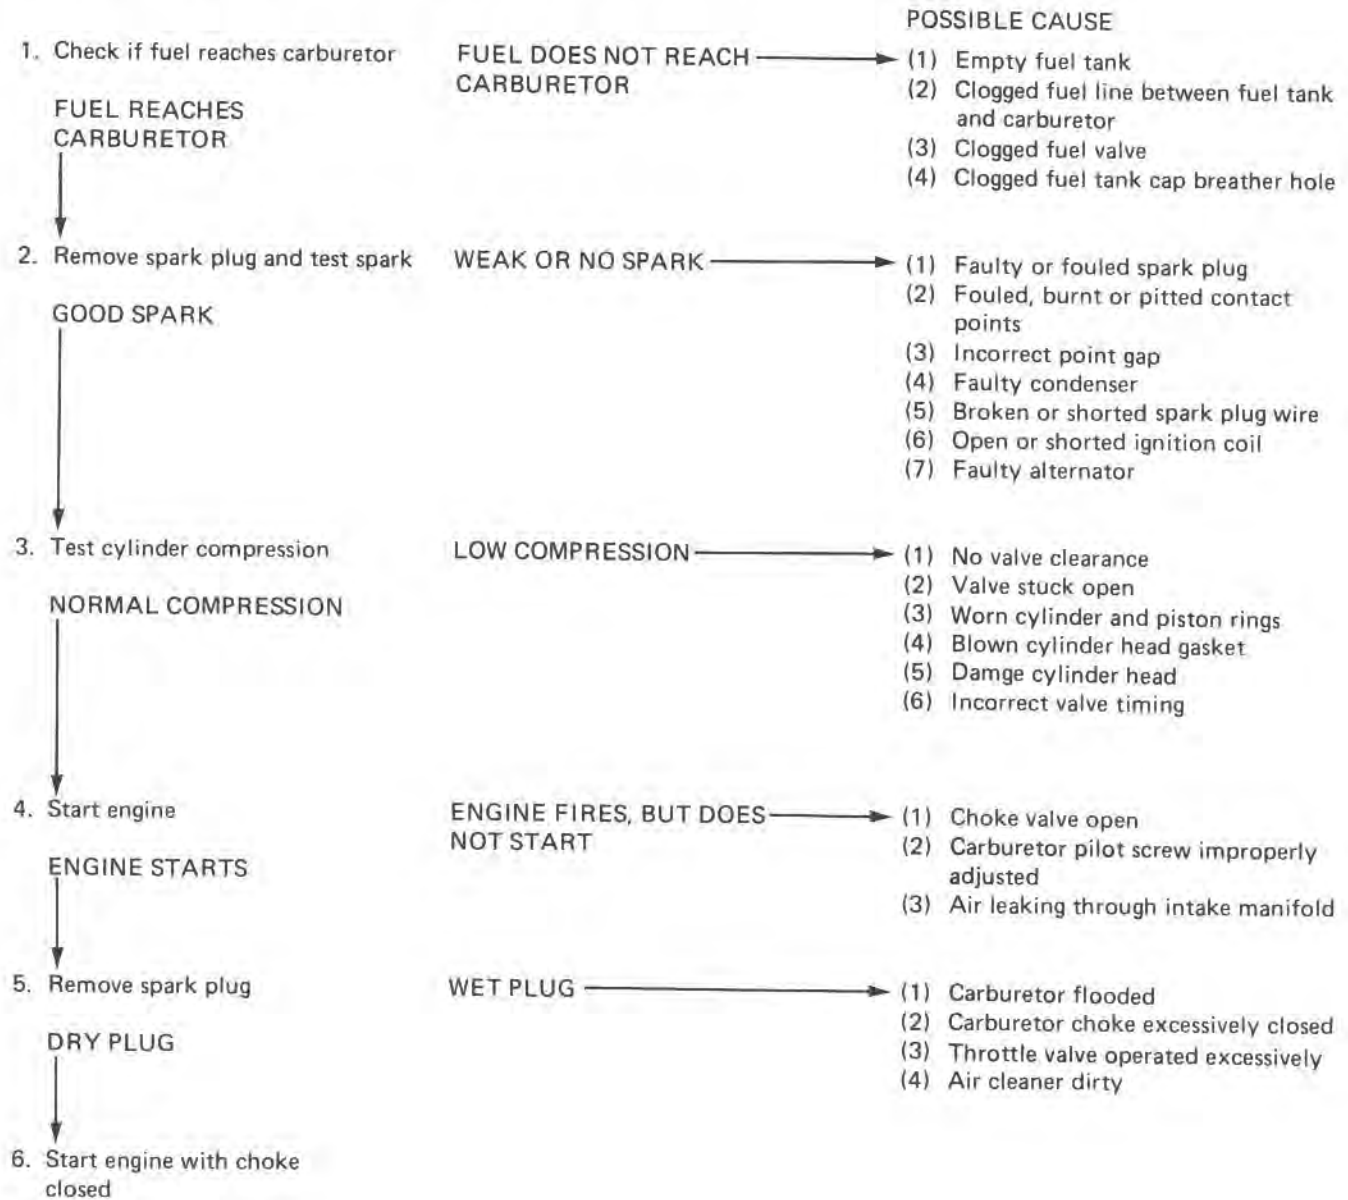 POSSIBLE CAUSE
1. Check if fuel reaches carburetor
FUEL DOES NOT REACH
CARBURETOR
(1) Empty fuel tank
(2) Clogged fuel line between fuel tank
and carburetor
(3) Clogged fuel valve
(4) Clogged fuel tank cap breather hole
FUEL REACHES
CARBURETOR
2. Remove spark plug and test spark
WEAK OR NO SPARK
(1) Faulty or fouled spark plug
(2) Fouled, burnt or pitted contact
points
(3) Incorrect point gap
(4) Faulty condenser
(5) Broken or shorted spark plug wire
(6) Open or shorted ignition coil
(7) Faulty alternator
GOOD SPARK
3. Test cylinder compression
LOW COMPRESSION
(1) No valve clearance
(2) Valve stuck open
(3) Worn cylinder and piston rings
(4) Blown cylinder head gasket
(5) Damge cylinder head
(6) Incorrect valve timing
NORMAL COMPRESSION
4. Start engine
ENGINE FIRES, BUT DOES
NOT START
(1) Choke valve open
(2) Carburetor pilot screw improperly
adjusted
(3) Air leaking through intake manifold
ENGINE STARTS
5. Remove spark plug
WET PLUG
(1) Carburetor flooded
(2) Carburetor choke excessively closed
(3) Throttle valve operated excessively
(4) Air cleaner dirty
DRY PLUG
6. Start engine with choke
closed